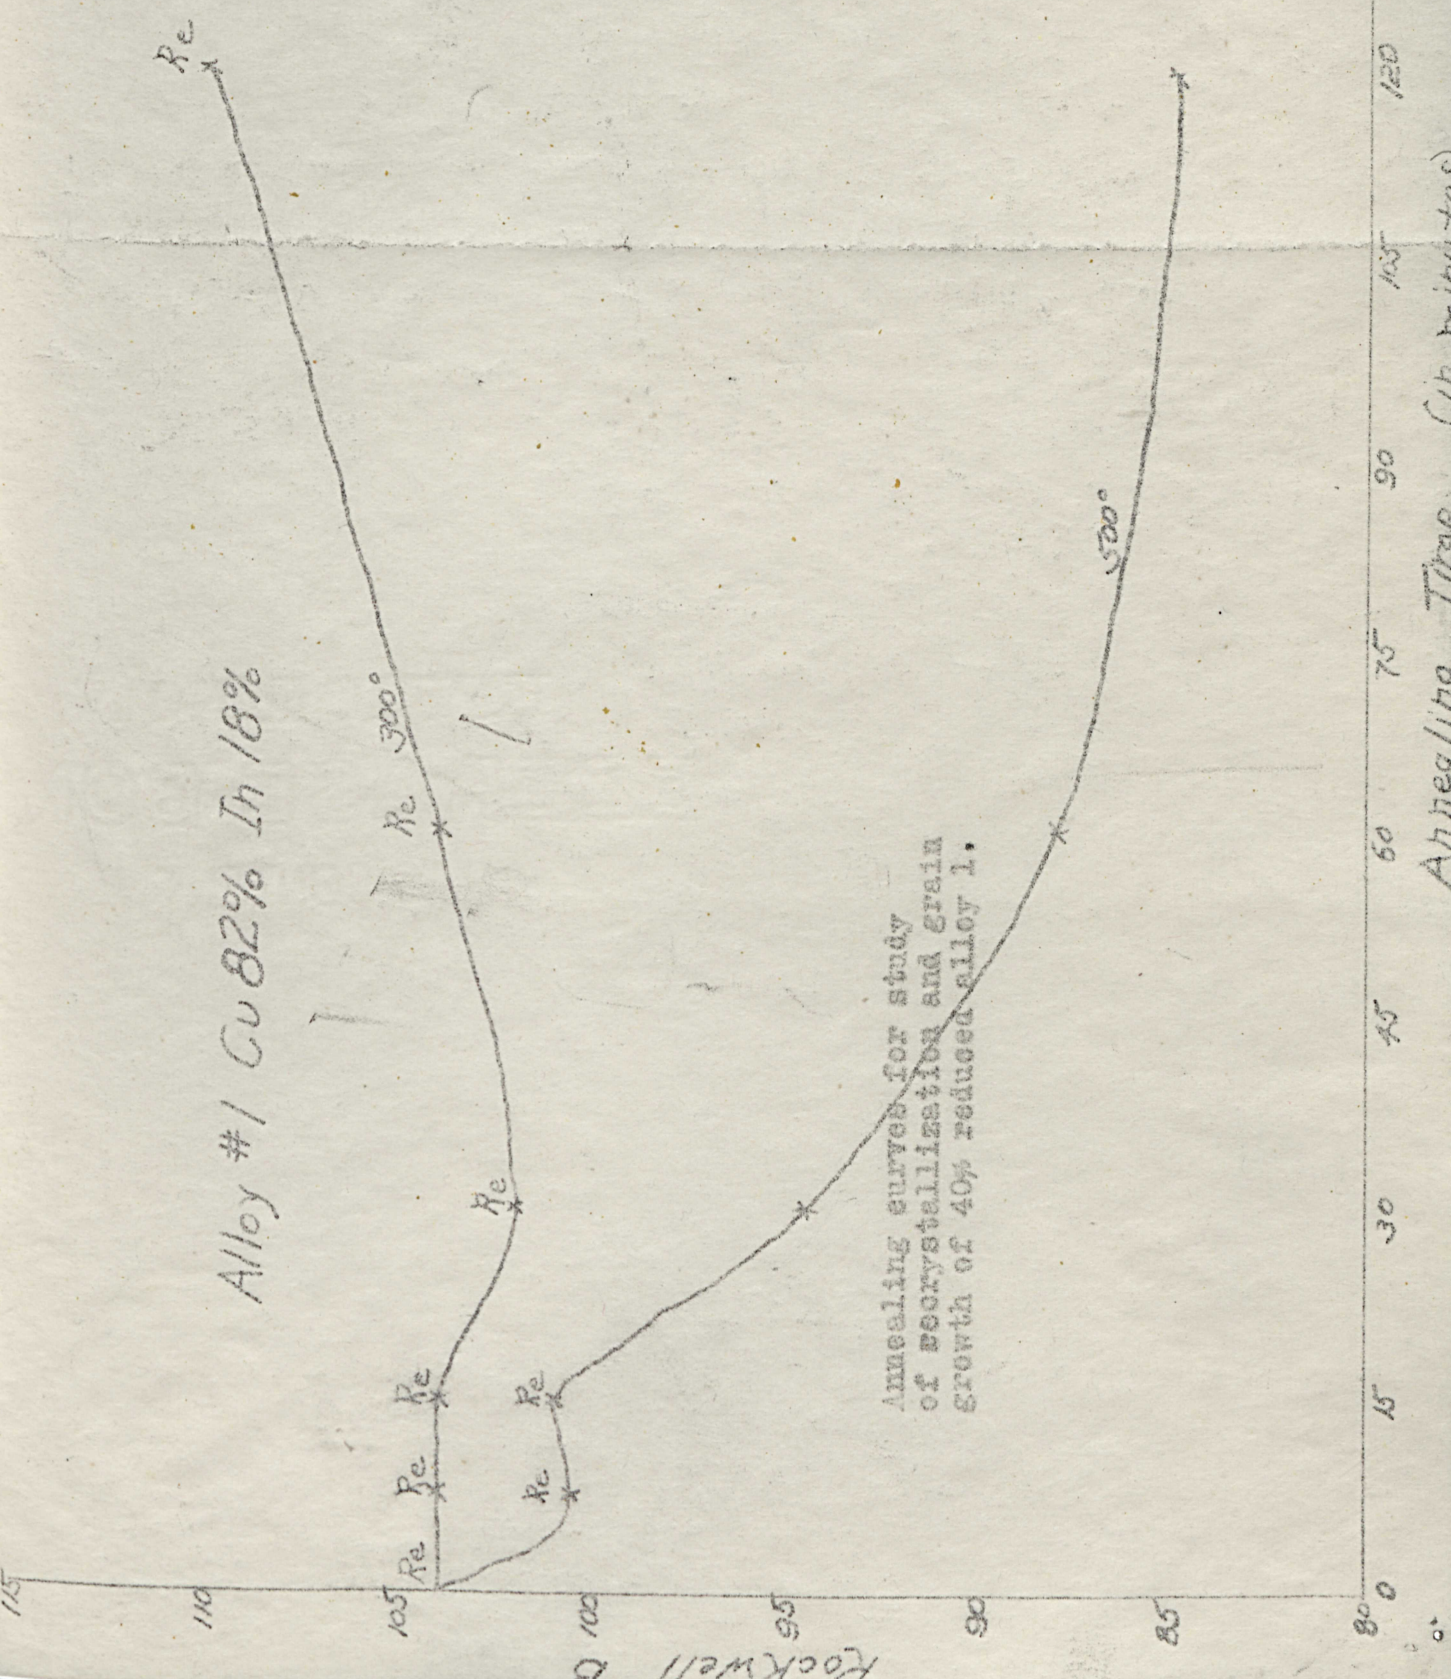 Alloy #1 Cu 82% In 18%
Re
Re
Re
Re
Re
Re
300°
Re
Re
500°
Annealing curves for study
of recrystallization and grain
growth of 40% reduced alloy 1.
115
110
105
100
95
90
85
80
Rockwell
0
15
30
45
60
75
90
105
120
Annealing Time (in minutes)